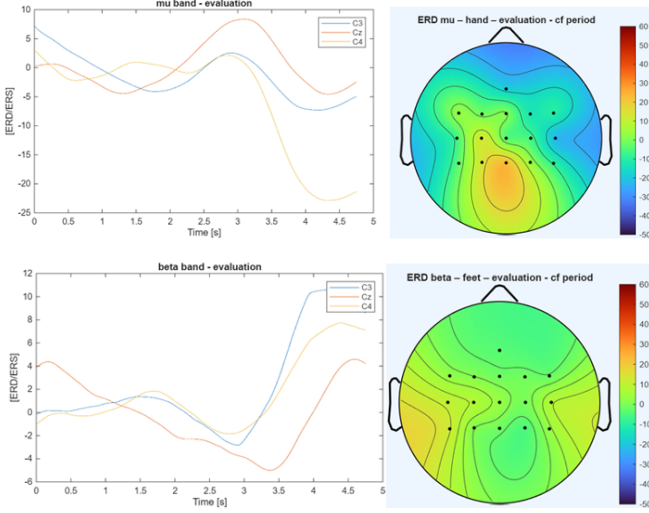 mu band - evaluation
10
5
0
-5
-10
-15
-20
-25
[ERD/ERS]
0 0.5 1 1.5 2 2.5 3 3.5 4 4.5 5
Time [s]
C3
Cz
C4
ERD mu – hand – evaluation - cf period
60
50
40
30
20
10
0
-10
-20
-30
-40
-50
beta band - evaluation
12
10
8
6
4
2
0
-2
-4
-6
[ERD/ERS]
0 0.5 1 1.5 2 2.5 3 3.5 4 4.5 5
Time [s]
C3
Cz
C4
ERD beta – feet – evaluation - cf period
60
50
40
30
20
10
0
-10
-20
-30
-40
-50